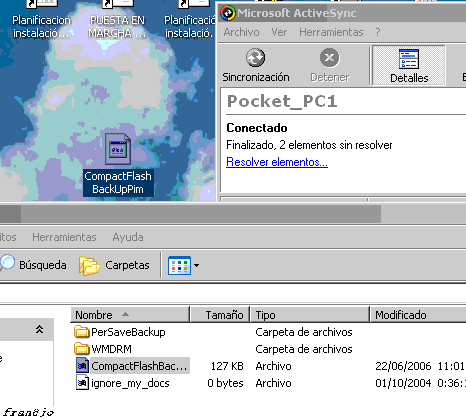 Planificacion
instalació...
PUESTA EN
MARCHA ...
Planificacion
instalació...
Microsoft ActiveSync
Archivo Ver Herramientas ?
Sincronización Detener Detalles E
Pocket_PC1
Conectado
Finalizado, 2 elementos sin resolver
Resolver elementos...
CompactFlash
BackUpPim
itos Herramientas Ayuda
Búsqueda Carpetas
Nombre Tamaño Tipo Modificado
PerSaveBackup Carpeta de archivos
WMDRM Carpeta de archivos
CompactFlashBac... 127 KB Archivo 22/06/2006 11:01
ignore_my_docs 0 bytes Archivo 01/10/2004 0:36:1
e
franêjo